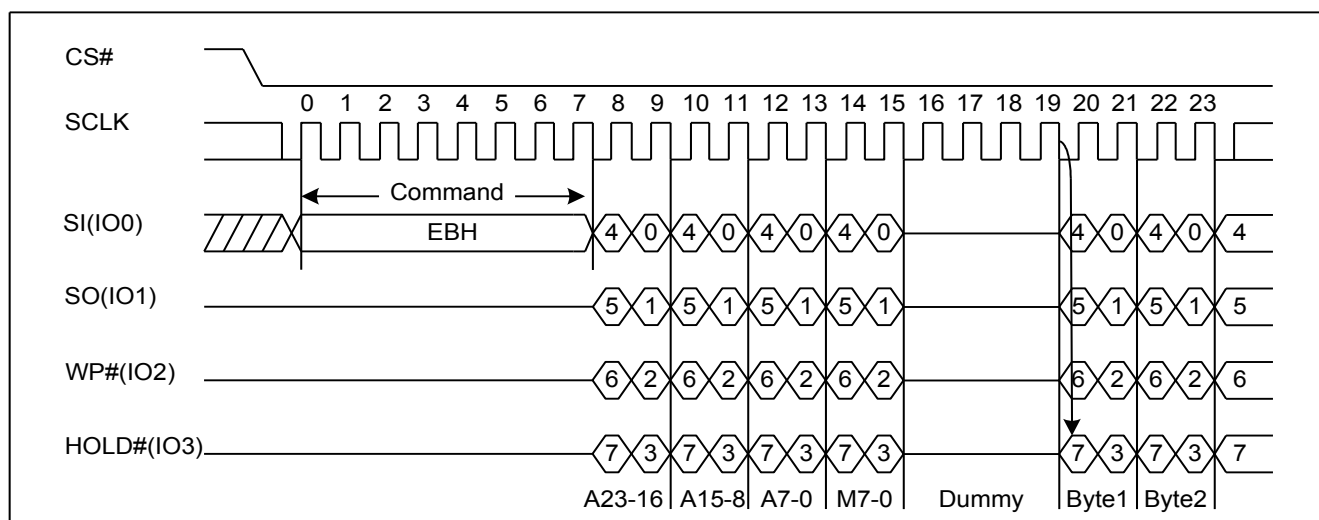 CS#
0 1 2 3 4 5 6 7 8 9 10 11 12 13 14 15 16 17 18 19 20 21 22 23
SCLK
Command
SI(IO0) EBH 4 0 4 0 4 0 4 0 4 0 4 0 4
SO(IO1) 5 1 5 1 5 1 5 1 5 1 5 1 5
WP#(IO2) 6 2 6 2 6 2 6 2 6 2 6 2 6
HOLD#(IO3) 7 3 7 3 7 3 7 3 7 3 7 3 7
A23-16 A15-8 A7-0 M7-0 Dummy Byte1 Byte2